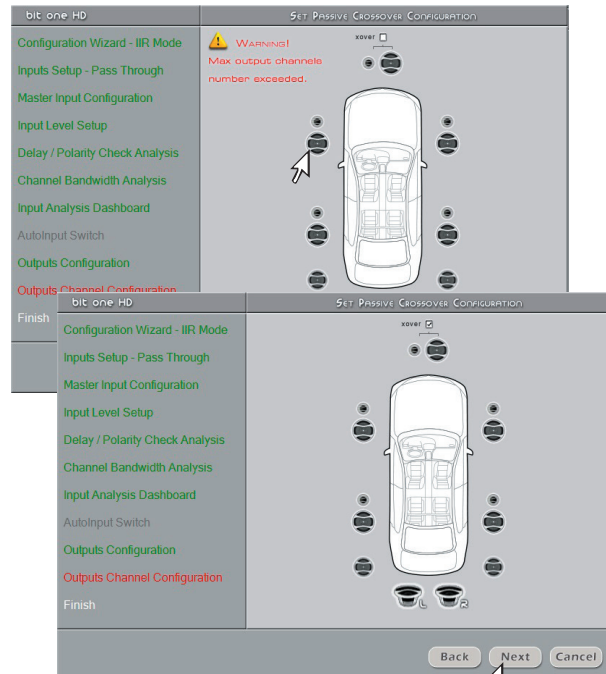 bit one HD
Set Passive Crossover Configuration
Configuration Wizard - IIR Mode
Inputs Setup - Pass Through
Master Input Configuration
Input Level Setup
Delay / Polarity Check Analysis
Channel Bandwidth Analysis
Input Analysis Dashboard
AutoInput Switch
Outputs Configuration
Outputs Channel Configuration
Finish
Warning!
Max output channels
number exceeded.
xover
bit one HD
Set Passive Crossover Configuration
Configuration Wizard - IIR Mode
Inputs Setup - Pass Through
Master Input Configuration
Input Level Setup
Delay / Polarity Check Analysis
Channel Bandwidth Analysis
Input Analysis Dashboard
AutoInput Switch
Outputs Configuration
Outputs Channel Configuration
Finish
xover
L R
Back Next Cancel